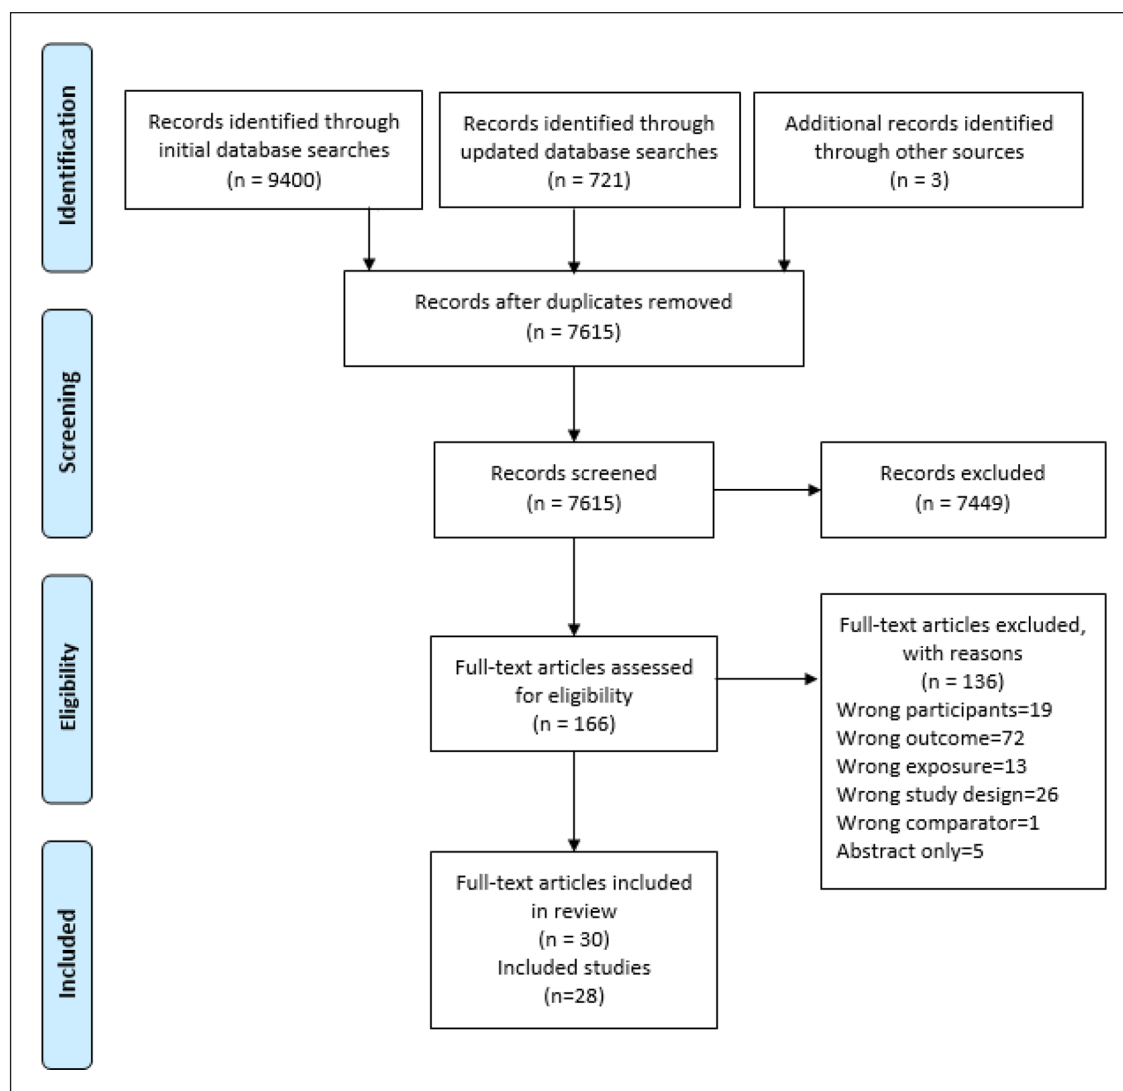 Identification
Records identified through
initial database searches
(n = 9400)
Records identified through
updated database searches
(n = 721)
Additional records identified
through other sources
(n = 3)
Records after duplicates removed
(n = 7615)
Screening
Records screened
(n = 7615)
Records excluded
(n = 7449)
Eligibility
Full-text articles assessed
for eligibility
(n = 166)
Full-text articles excluded,
with reasons
(n = 136)
Wrong participants=19
Wrong outcome=72
Wrong exposure=13
Wrong study design=26
Wrong comparator=1
Abstract only=5
Included
Full-text articles included
in review
(n = 30)
Included studies
(n=28)